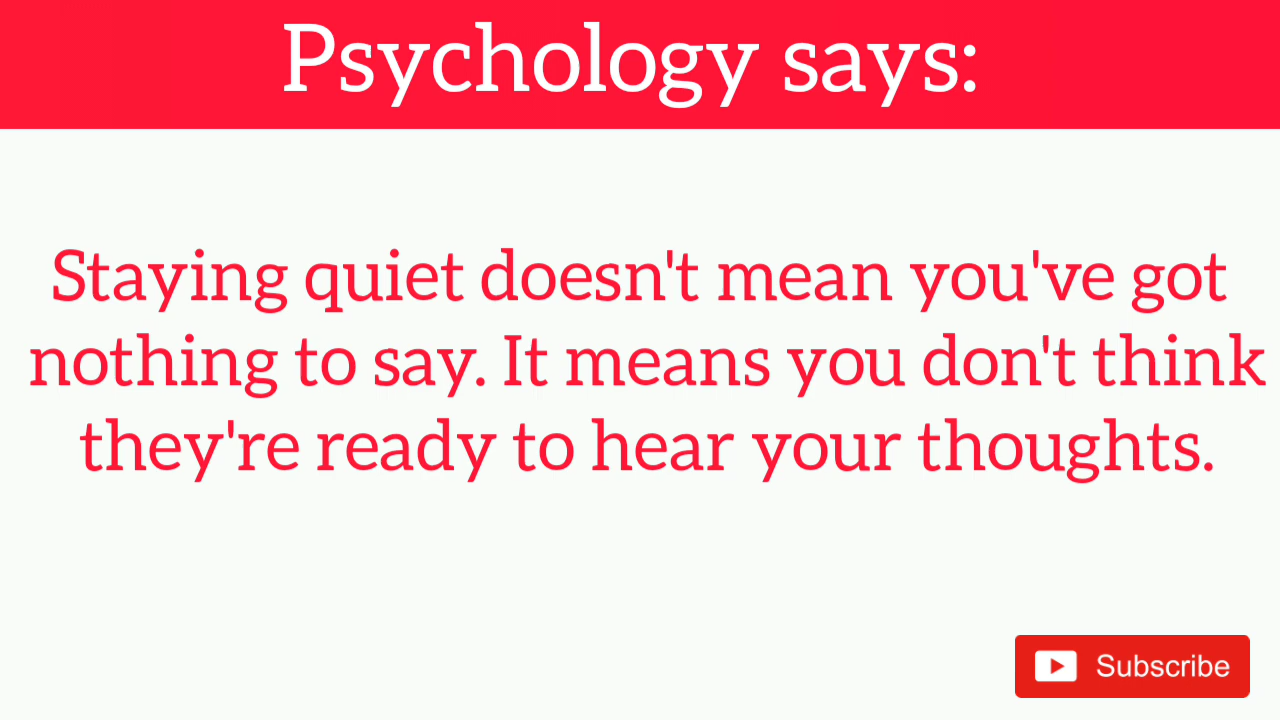 Psychology says:
Staying quiet doesn't mean you've got
nothing to say. It means you don't think
they're ready to hear your thoughts.
Subscribe